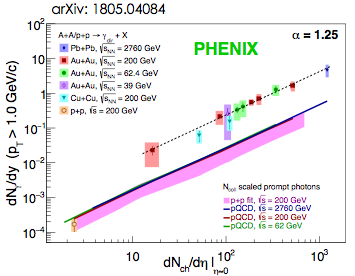 arXiv: 1805.04084
A+A/p+p → γdir + X
PHENIX
α = 1.25
Pb+Pb, √sNN = 2760 GeV
Au+Au, √sNN = 200 GeV
Au+Au, √sNN = 62.4 GeV
Au+Au, √sNN = 39 GeV
Cu+Cu, √sNN = 200 GeV
p+p, √s = 200 GeV
dNγ/dy (pT > 1.0 GeV/c)
10²
10
1
10⁻¹
10⁻²
10⁻³
10⁻⁴
Ncoll scaled prompt photons
p+p fit, √s = 200 GeV
pQCD, √s = 2760 GeV
pQCD, √s = 200 GeV
pQCD, √s = 62 GeV
10 10² 10³
dNch/dη|η=0